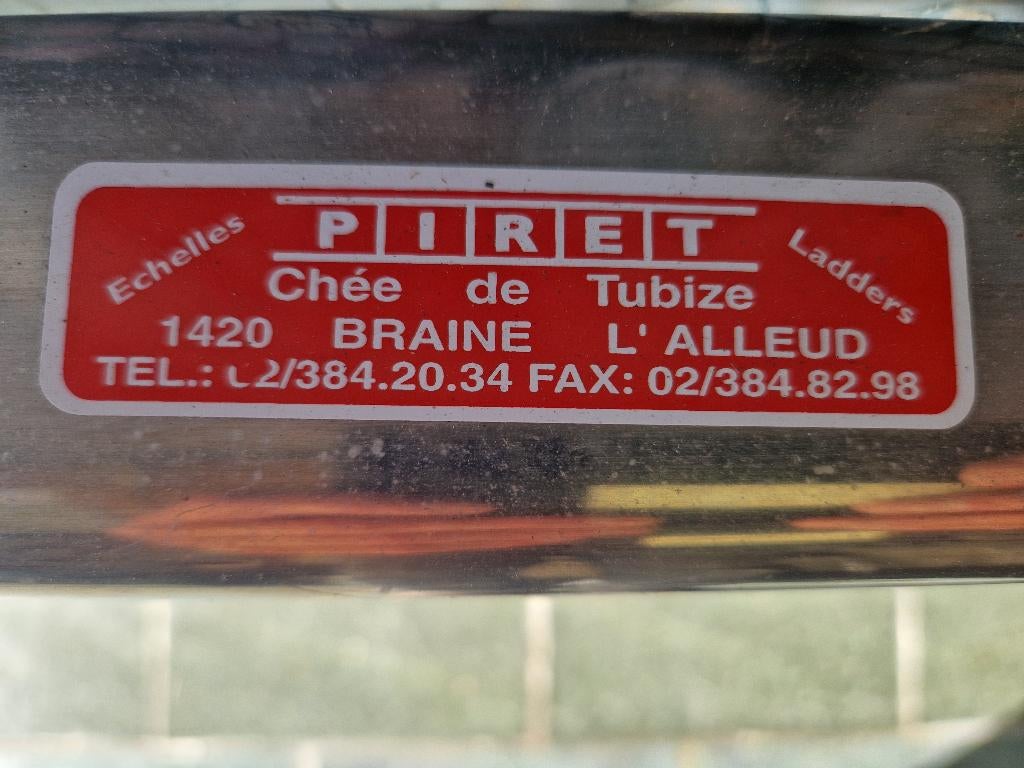 Echelles
PIRET
Ladders
Chée de Tubize
1420 BRAINE L' ALLEUD
TEL.: 02/384.20.34 FAX: 02/384.82.98